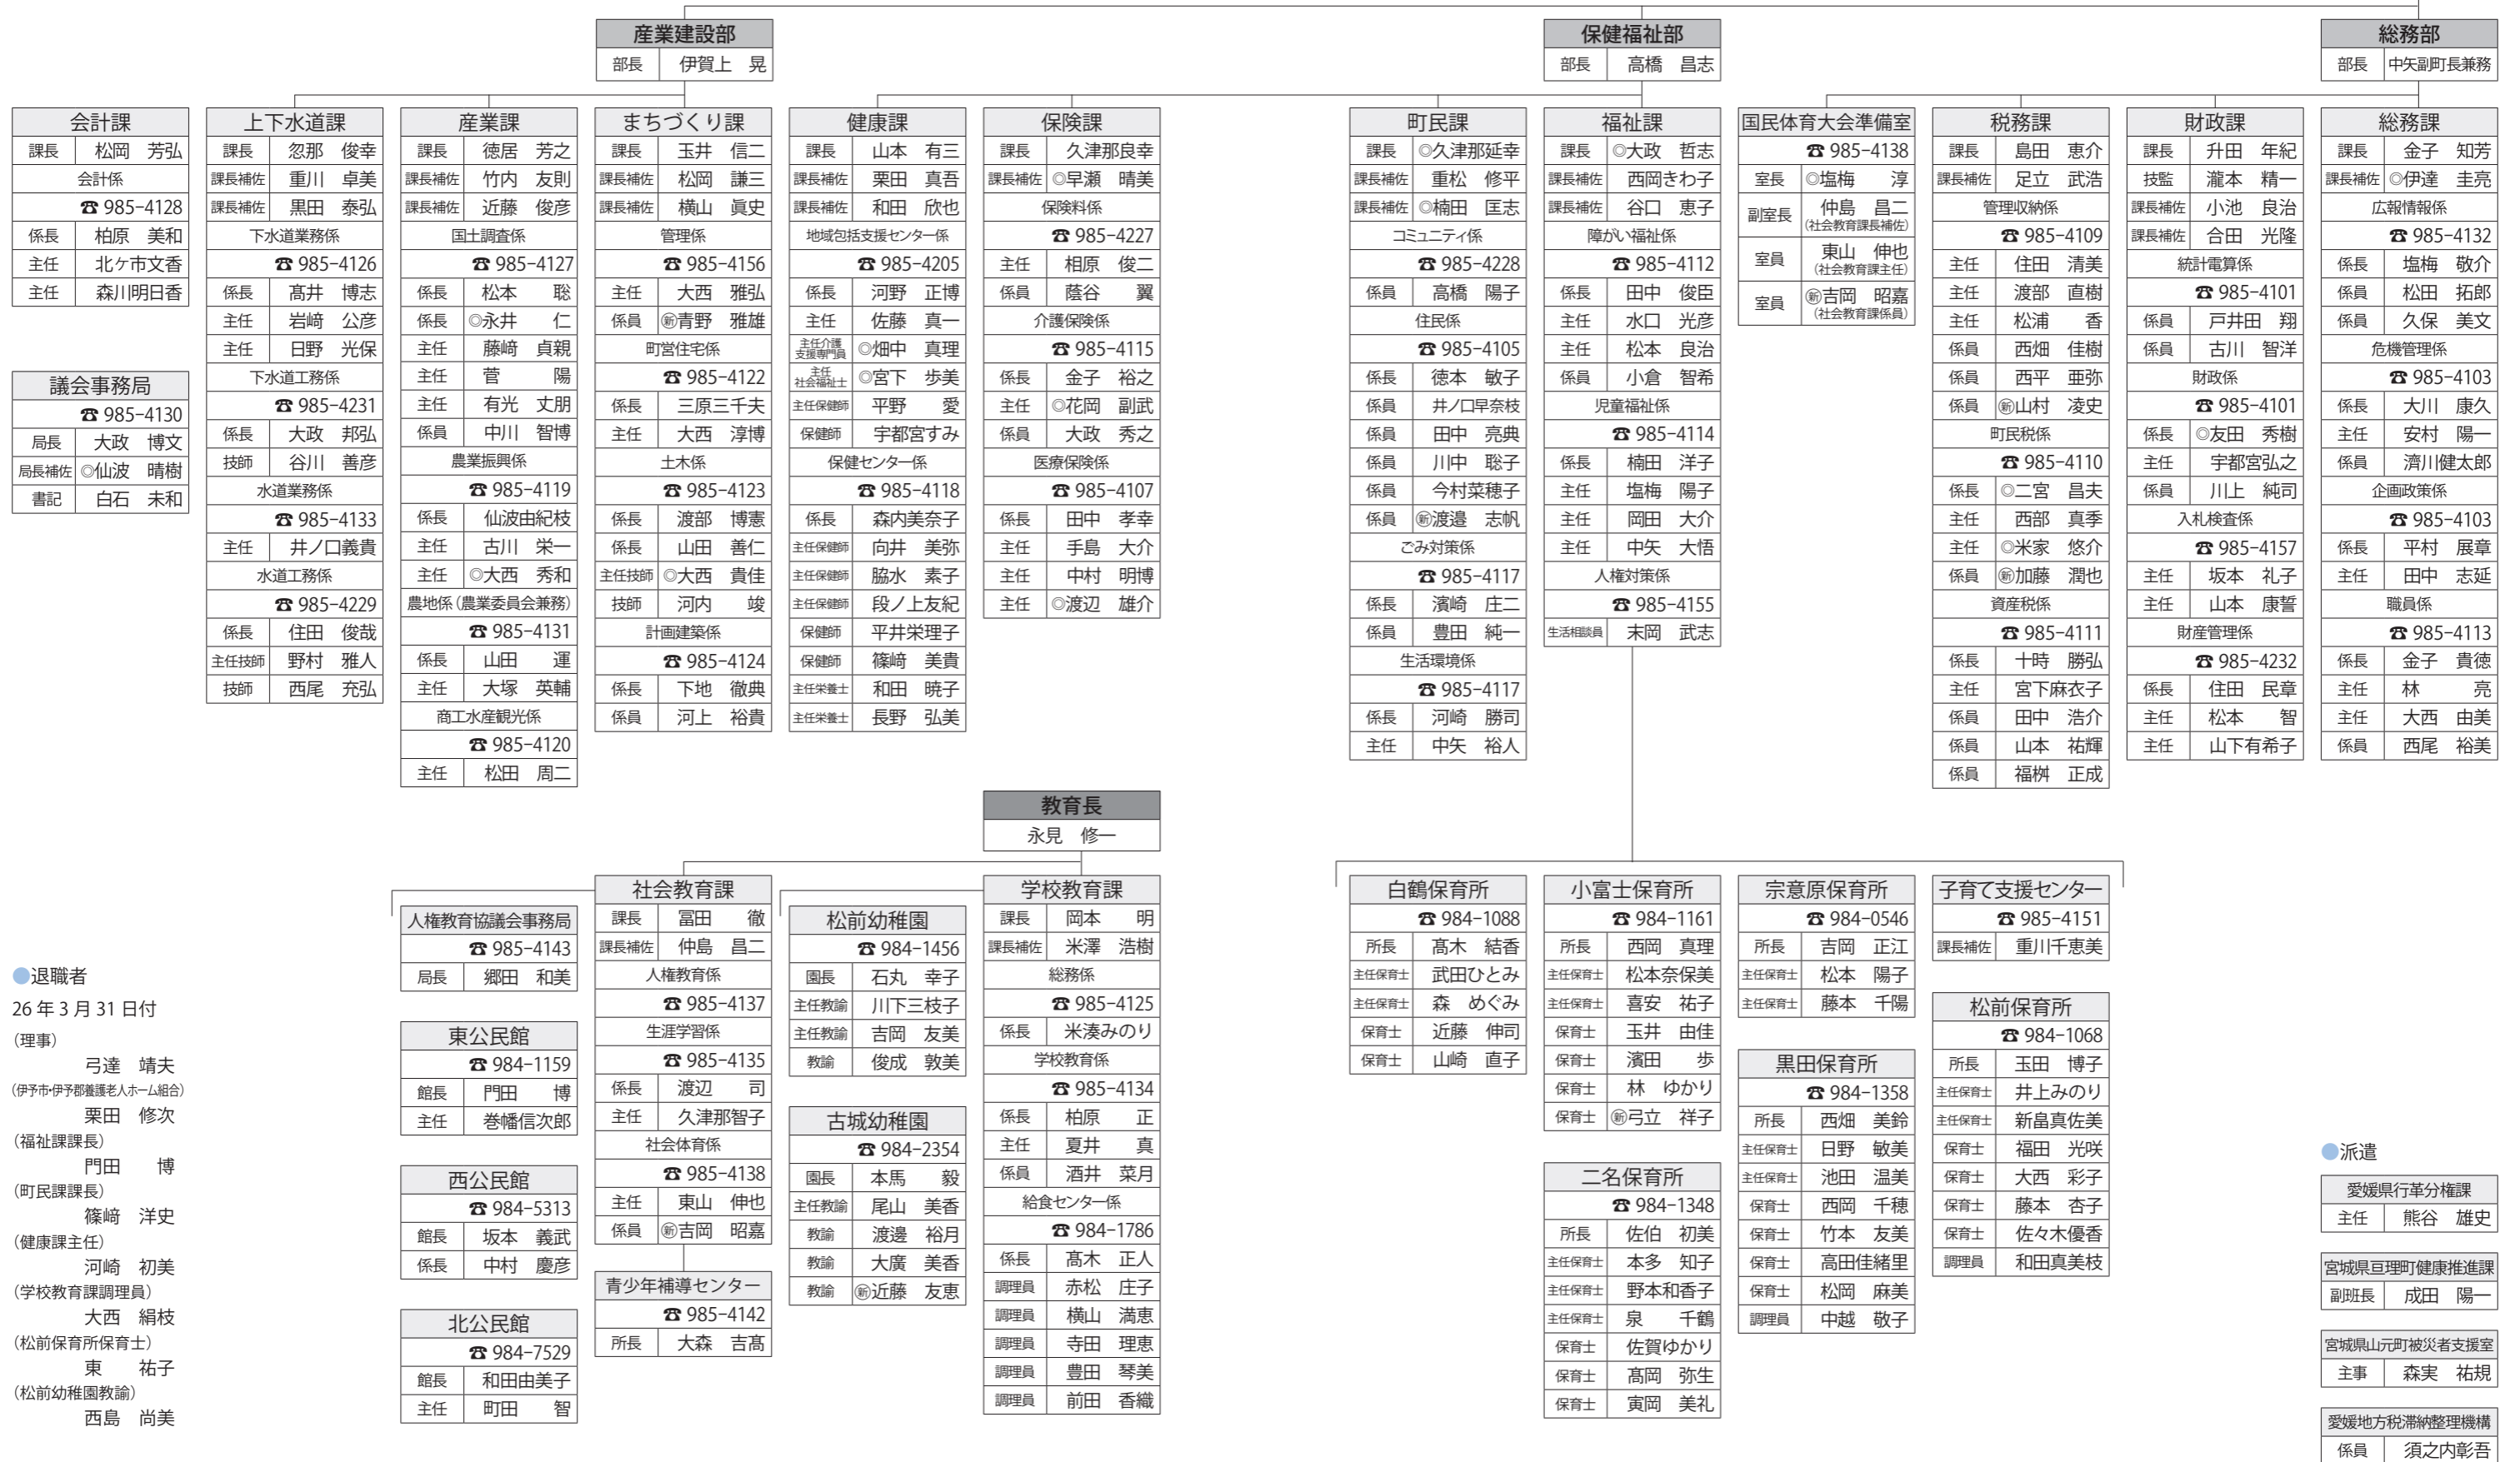 総務部
部長 中矢副町長兼務
総務課
課長 金子 知芳
課長補佐 ◎伊達 圭亮
広報情報係
☎ 985−4132
係長 塩梅 敬介
係員 松田 拓郎
係員 久保 美文
危機管理係
☎ 985−4103
係長 大川 康久
主任 安村 陽一
係員 濟川健太郎
企画政策係
☎ 985−4103
係長 平村 展章
主任 田中 志延
職員係
☎ 985−4113
係長 金子 貴徳
主任 林 亮
主任 大西 由美
係員 西尾 裕美
財政課
課長 升田 年紀
技監 瀧本 精一
課長補佐 小池 良治
課長補佐 合田 光隆
統計電算係
☎ 985−4101
係員 戸井田 翔
係員 古川 智洋
財政係
☎ 985−4101
係長 ◎友田 秀樹
主任 宇都宮弘之
係員 川上 純司
入札検査係
☎ 985−4157
主任 坂本 礼子
主任 山本 康誓
財産管理係
☎ 985−4232
係長 住田 民章
主任 松本 智
主任 山下有希子
税務課
課長 島田 恵介
課長補佐 足立 武浩
管理収納係
☎ 985−4109
主任 住田 清美
主任 渡部 直樹
主任 松浦 香
係員 西畑 佳樹
係員 西平 亜弥
係員 ㊟山村 凌史
町民税係
☎ 985−4110
係長 ◎二宮 昌夫
主任 西部 真季
主任 ◎米家 悠介
係員 新加藤 潤也
資産税係
☎ 985−4111
係長 十時 勝弘
主任 宮下麻衣子
係員 田中 浩介
係員 山本 祐輝
係員 福桝 正成
国民体育大会準備室
☎ 985−4138
室長 ◎塩梅 淳
副室長 仲島 昌二
(社会教育課長補佐)
室員 東山 伸也
(社会教育課主任)
室員 新吉岡 昭嘉
(社会教育課係員)
保健福祉部
部長 高橋 昌志
福祉課
課長 ◎大政 哲志
課長補佐 西岡きわ子
課長補佐 谷口 恵子
障がい福祉係
☎ 985−4112
係長 田中 俊臣
主任 水口 光彦
主任 松本 良治
係員 小倉 智希
児童福祉係
☎ 985−4114
係長 楠田 洋子
主任 塩梅 陽子
主任 岡田 大介
主任 中矢 大悟
人権対策係
☎ 985−4155
生活相談員 末岡 武志
町民課
課長 ◎久津那延幸
課長補佐 重松 修平
課長補佐 ◎楠田 匡志
コミュニティ係
☎ 985−4228
係員 高橋 陽子
住民係
☎ 985−4105
係長 徳本 敏子
係員 井ノ口早奈枝
係員 田中 亮典
係員 川中 聡子
係員 今村菜穂子
係員 新渡邉 志帆
ごみ対策係
☎ 985−4117
係長 濱崎 庄二
係員 豊田 純一
生活環境係
☎ 985−4117
係長 河崎 勝司
主任 中矢 裕人
保険課
課長 久津那良幸
課長補佐 ◎早瀬 晴美
保険料係
☎ 985−4227
主任 相原 俊二
係員 蔭谷 翼
介護保険係
☎ 985−4115
係長 金子 裕之
主任 ◎花岡 副武
係員 大政 秀之
医療保険係
☎ 985−4107
係長 田中 孝幸
主任 手島 大介
主任 中村 明博
主任 ◎渡辺 雄介
健康課
課長 山本 有三
課長補佐 栗田 真吾
課長補佐 和田 欣也
地域包括支援センター係
☎ 985−4205
係長 河野 正博
主任 佐藤 真一
主任介護支援専門員 ◎畑中 真理
主任社会福祉士 ◎宮下 歩美
主任保健師 平野 愛
保健師 宇都宮すみ
保健センター係
☎ 985−4118
係長 森内美奈子
主任保健師 向井 美弥
主任保健師 脇水 素子
主任保健師 段ノ上友紀
保健師 平井栄理子
保健師 篠﨑 美貴
主任栄養士 和田 暁子
主任栄養士 長野 弘美
産業建設部
部長 伊賀上 晃
まちづくり課
課長 玉井 信二
課長補佐 松岡 謙三
課長補佐 横山 眞史
管理係
☎ 985−4156
主任 大西 雅弘
係員 新青野 雅雄
町営住宅係
☎ 985−4122
係長 三原三千夫
主任 大西 淳博
土木係
☎ 985−4123
係長 渡部 博憲
係長 山田 善仁
主任技師 ◎大西 貴佳
技師 河内 竣
計画建築係
☎ 985−4124
係長 下地 徹典
係員 河上 裕貴
産業課
課長 徳居 芳之
課長補佐 竹内 友則
課長補佐 近藤 俊彦
国土調査係
☎ 985−4127
係長 松本 聡
係長 ◎永井 仁
主任 藤﨑 貞親
主任 菅 陽
主任 有光 丈朋
係員 中川 智博
農業振興係
☎ 985−4119
係長 仙波由紀枝
主任 古川 栄一
主任 ◎大西 秀和
農地係(農業委員会兼務)
☎ 985−4131
係長 山田 運
主任 大塚 英輔
商工水産観光係
☎ 985−4120
主任 松田 周二
上下水道課
課長 忽那 俊幸
課長補佐 重川 卓美
課長補佐 黒田 泰弘
下水道業務係
☎ 985−4126
係長 髙井 博志
主任 岩﨑 公彦
主任 日野 光保
下水道工務係
☎ 985−4231
係長 大政 邦弘
技師 谷川 善彦
水道業務係
☎ 985−4133
主任 井ノ口義貴
水道工務係
☎ 985−4229
係長 住田 俊哉
主任技師 野村 雅人
技師 西尾 充弘
会計課
課長 松岡 芳弘
会計係
☎ 985−4128
係長 柏原 美和
主任 北ケ市文香
主任 森川明日香
議会事務局
☎ 985−4130
局長 大政 博文
局長補佐 ◎仙波 晴樹
書記 白石 未和
子育て支援センター
☎ 985−4151
課長補佐 重川千恵美
松前保育所
☎ 984−1068
所長 玉田 博子
主任保育士 井上みのり
主任保育士 新畠真佐美
保育士 福田 光咲
保育士 大西 彩子
保育士 藤本 杏子
保育士 佐々木優香
調理員 和田真美枝
宗意原保育所
☎ 984−0546
所長 吉岡 正江
主任保育士 松本 陽子
主任保育士 藤本 千陽
黒田保育所
☎ 984−1358
所長 西畑 美鈴
主任保育士 日野 敏美
主任保育士 池田 温美
保育士 西岡 千穂
保育士 竹本 友美
保育士 高田佳緒里
保育士 松岡 麻美
調理員 中越 敬子
小富士保育所
☎ 984−1161
所長 西岡 真理
主任保育士 松本奈保美
主任保育士 喜安 祐子
保育士 玉井 由佳
保育士 濱田 歩
保育士 林 ゆかり
保育士 新弓立 祥子
二名保育所
☎ 984−1348
所長 佐伯 初美
主任保育士 本多 知子
主任保育士 野本和香子
主任保育士 泉 千鶴
保育士 佐賀ゆかり
保育士 髙岡 弥生
保育士 寅岡 美礼
白鶴保育所
☎ 984−1088
所長 髙木 結香
主任保育士 武田ひとみ
主任保育士 森 めぐみ
保育士 近藤 伸司
保育士 山崎 直子
教育長
永見 修一
学校教育課
課長 岡本 明
課長補佐 米澤 浩樹
総務係
☎ 985−4125
係長 米湊みのり
学校教育係
☎ 985−4134
係長 柏原 正
主任 夏井 真
係員 酒井 菜月
給食センター係
☎ 984−1786
係長 髙木 正人
調理員 赤松 庄子
調理員 横山 満恵
調理員 寺田 理恵
調理員 豊田 琴美
調理員 前田 香織
松前幼稚園
☎ 984−1456
園長 石丸 幸子
主任教諭 川下三枝子
主任教諭 吉岡 友美
教諭 俊成 敦美
古城幼稚園
☎ 984−2354
園長 本馬 毅
主任教諭 尾山 美香
教諭 渡邊 裕月
教諭 大廣 美香
教諭 新近藤 友恵
社会教育課
課長 冨田 徹
課長補佐 仲島 昌二
人権教育係
☎ 985−4137
生涯学習係
☎ 985−4135
係長 渡辺 司
主任 久津那智子
社会体育係
☎ 985−4138
主任 東山 伸也
係員 新吉岡 昭嘉
青少年補導センター
☎ 985−4142
所長 大森 吉髙
人権教育協議会事務局
☎ 985−4143
局長 郷田 和美
東公民館
☎ 984−1159
館長 門田 博
主任 巻幡信次郎
西公民館
☎ 984−5313
館長 坂本 義武
係長 中村 慶彦
北公民館
☎ 984−7529
館長 和田由美子
主任 町田 智
●退職者
26 年 3 月 31 日付
(理事)
弓達 靖夫
(伊予市・伊予郡養護老人ホーム組合)
栗田 修次
(福祉課課長)
門田 博
(町民課課長)
篠﨑 洋史
(健康課主任)
河崎 初美
(学校教育課調理員)
大西 絹枝
(松前保育所保育士)
東 祐子
(松前幼稚園教諭)
西島 尚美
●派遣
愛媛県行革分権課
主任 熊谷 雄史
宮城県亘理町健康推進課
副班長 成田 陽一
宮城県山元町被災者支援室
主事 森実 祐規
愛媛地方税滞納整理機構
係員 須之内彰吾